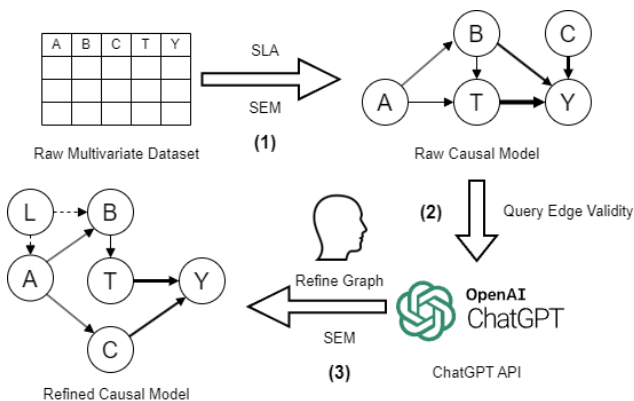 A B C T Y
SLA
SEM
(1)
Raw Multivariate Dataset
B
C
A
T
Y
Raw Causal Model
(2)
Query Edge Validity
L
B
A
T
Y
C
Refined Causal Model
Refine Graph
SEM
(3)
OpenAI
ChatGPT
ChatGPT API